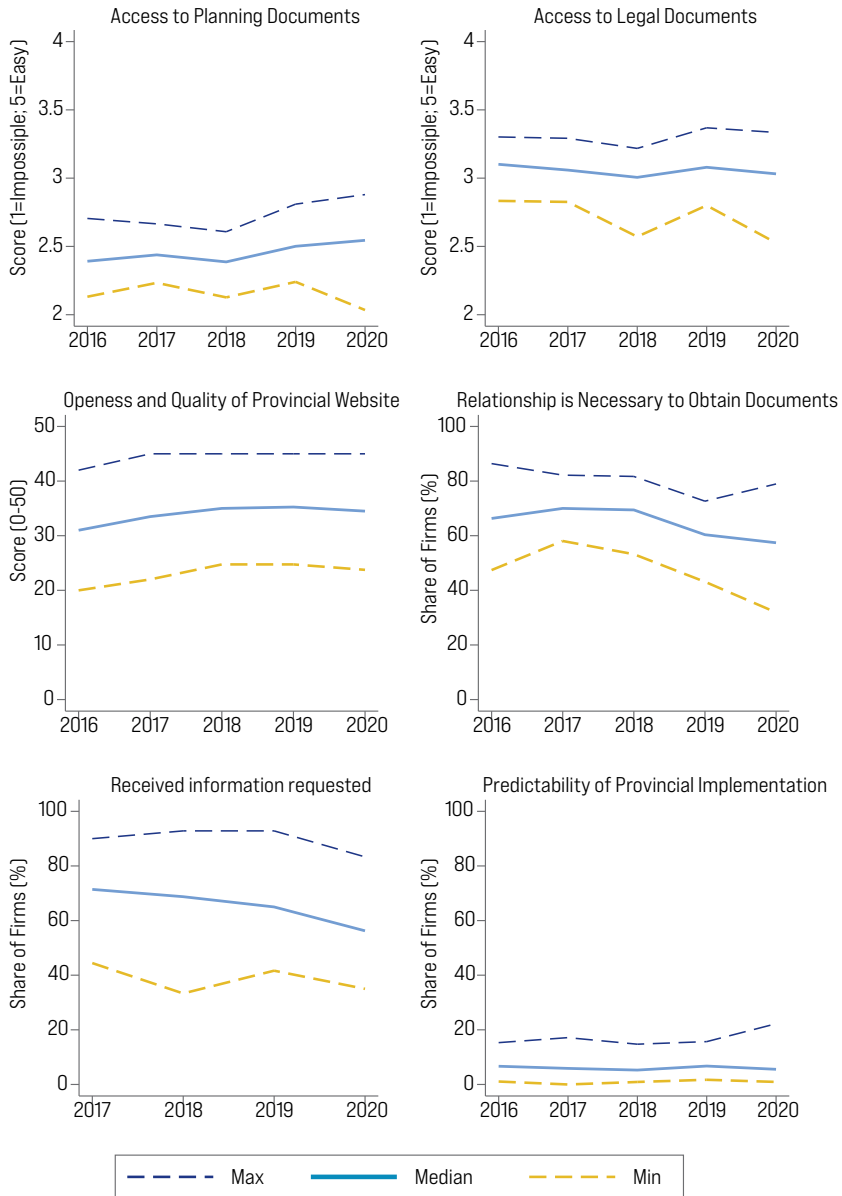 Access to Planning Documents
Score (1=Impossible; 5=Easy)
4
3.5
3
2.5
2
2016 2017 2018 2019 2020
Access to Legal Documents
Score (1=Impossible; 5=Easy)
4
3.5
3
2.5
2
2016 2017 2018 2019 2020
Openess and Quality of Provincial Website
Score (0-50)
50
40
30
20
10
0
2016 2017 2018 2019 2020
Relationship is Necessary to Obtain Documents
Share of Firms (%)
100
80
60
40
20
0
2016 2017 2018 2019 2020
Received information requested
Share of Firms (%)
100
80
60
40
20
0
2017 2018 2019 2020
Predictability of Provincial Implementation
Share of Firms (%)
100
80
60
40
20
0
2016 2017 2018 2019 2020
Max Median Min